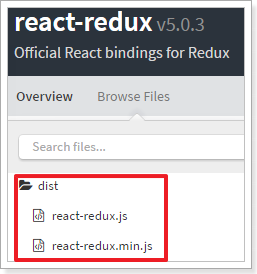 react-redux v5.0.3
Official React bindings for Redux
Overview Browse Files
Search files...
dist
react-redux.js
react-redux.min.js